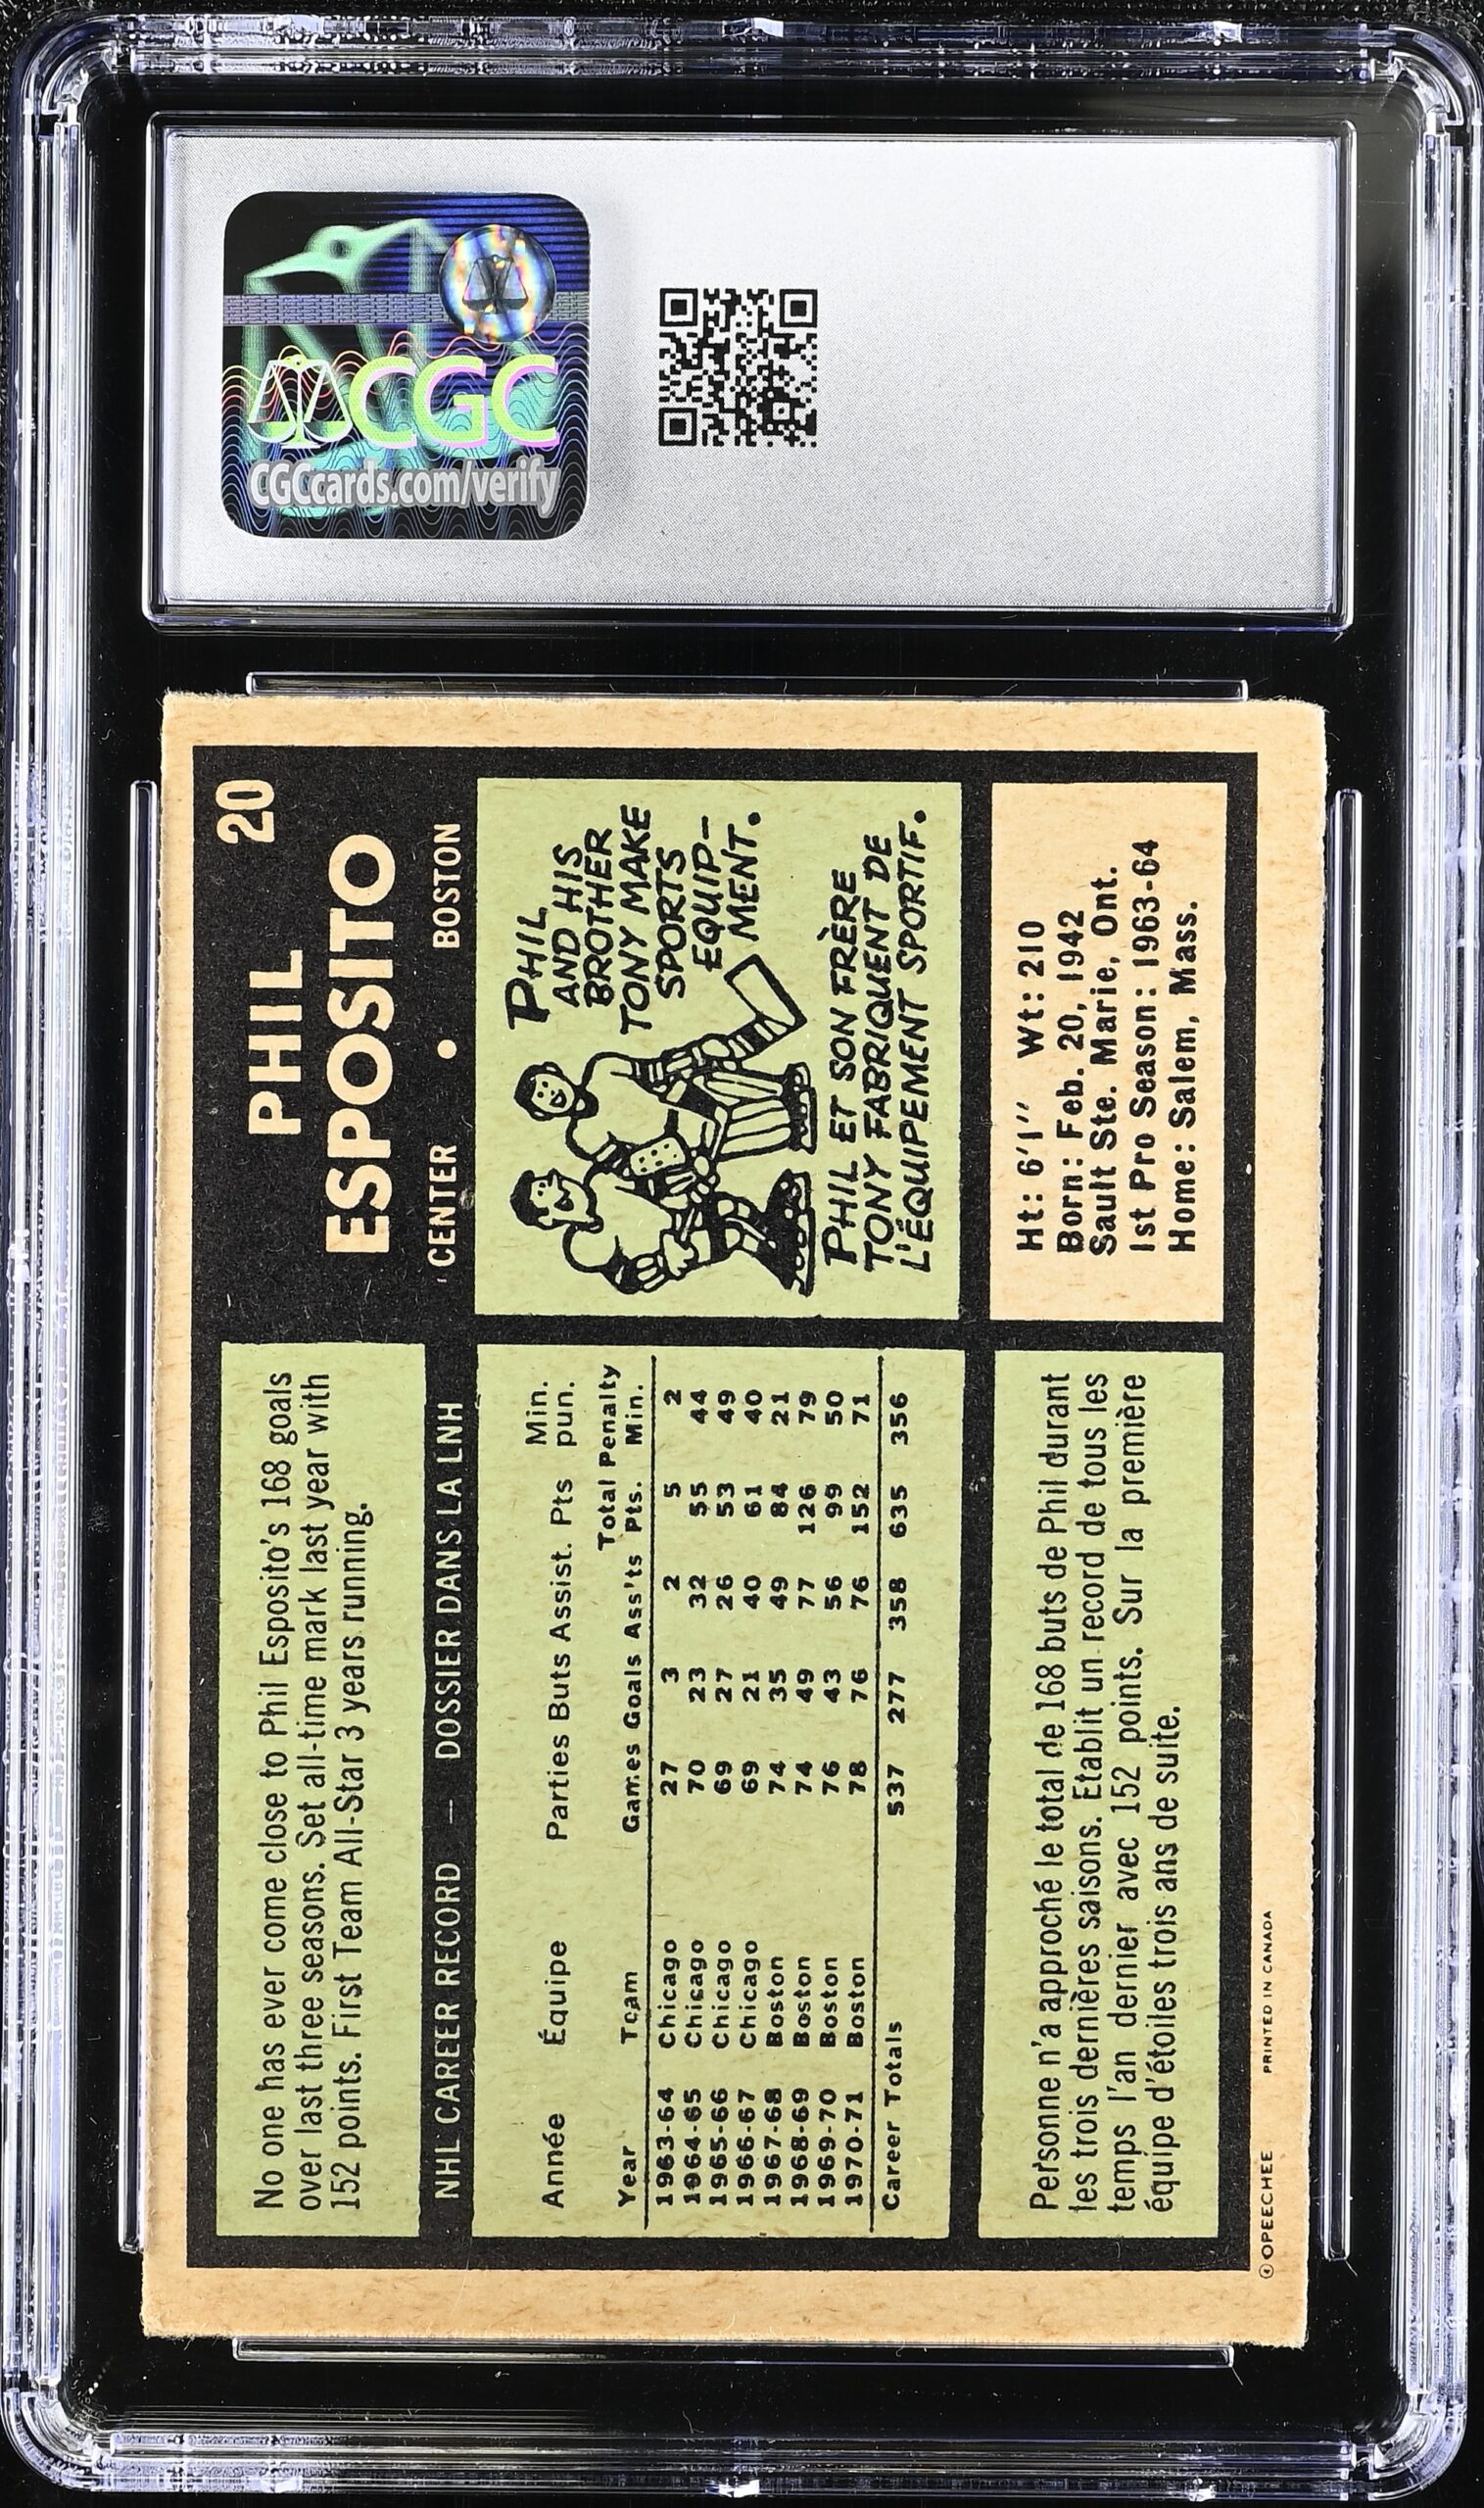 CGC
CGCcards.com/verify
No one has ever come close to Phil Esposito's 168 goals
over last three seasons. Set all-time mark last year with
152 points. First Team All-Star 3 years running.
PHIL 20
ESPOSITO
CENTER • BOSTON
NHL CAREER RECORD — DOSSIER DANS LA LNH
Année Équipe Parties Buts Assist. Pts Min. pun.
Year Team Games Goals Ass'ts Total Pts. Penalty Min.
1963-64 Chicago 27 3 2 5 2
1964-65 Chicago 70 23 32 55 44
1965-66 Chicago 69 27 26 53 49
1966-67 Chicago 69 21 40 61 40
1967-68 Boston 74 35 49 84 21
1968-69 Boston 74 49 77 126 79
1969-70 Boston 76 43 56 99 50
1970-71 Boston 78 76 76 152 71
Career Totals 537 277 358 635 356
PHIL
AND HIS
BROTHER
TONY MAKE
SPORTS
EQUIP-
MENT.
PHIL ET SON FRÈRE
TONY FABRIQUENT DE
L'ÉQUIPEMENT SPORTIF.
Personne n'a approché le total de 168 buts de Phil durant
les trois dernières saisons. Etablit un record de tous les
temps l'an dernier avec 152 points. Sur la première
équipe d'étoiles trois ans de suite.
Ht: 6'1" Wt: 210
Born: Feb. 20, 1942
Sault Ste. Marie, Ont.
1st Pro Season: 1963-64
Home: Salem, Mass.
© OPEECHEE PRINTED IN CANADA